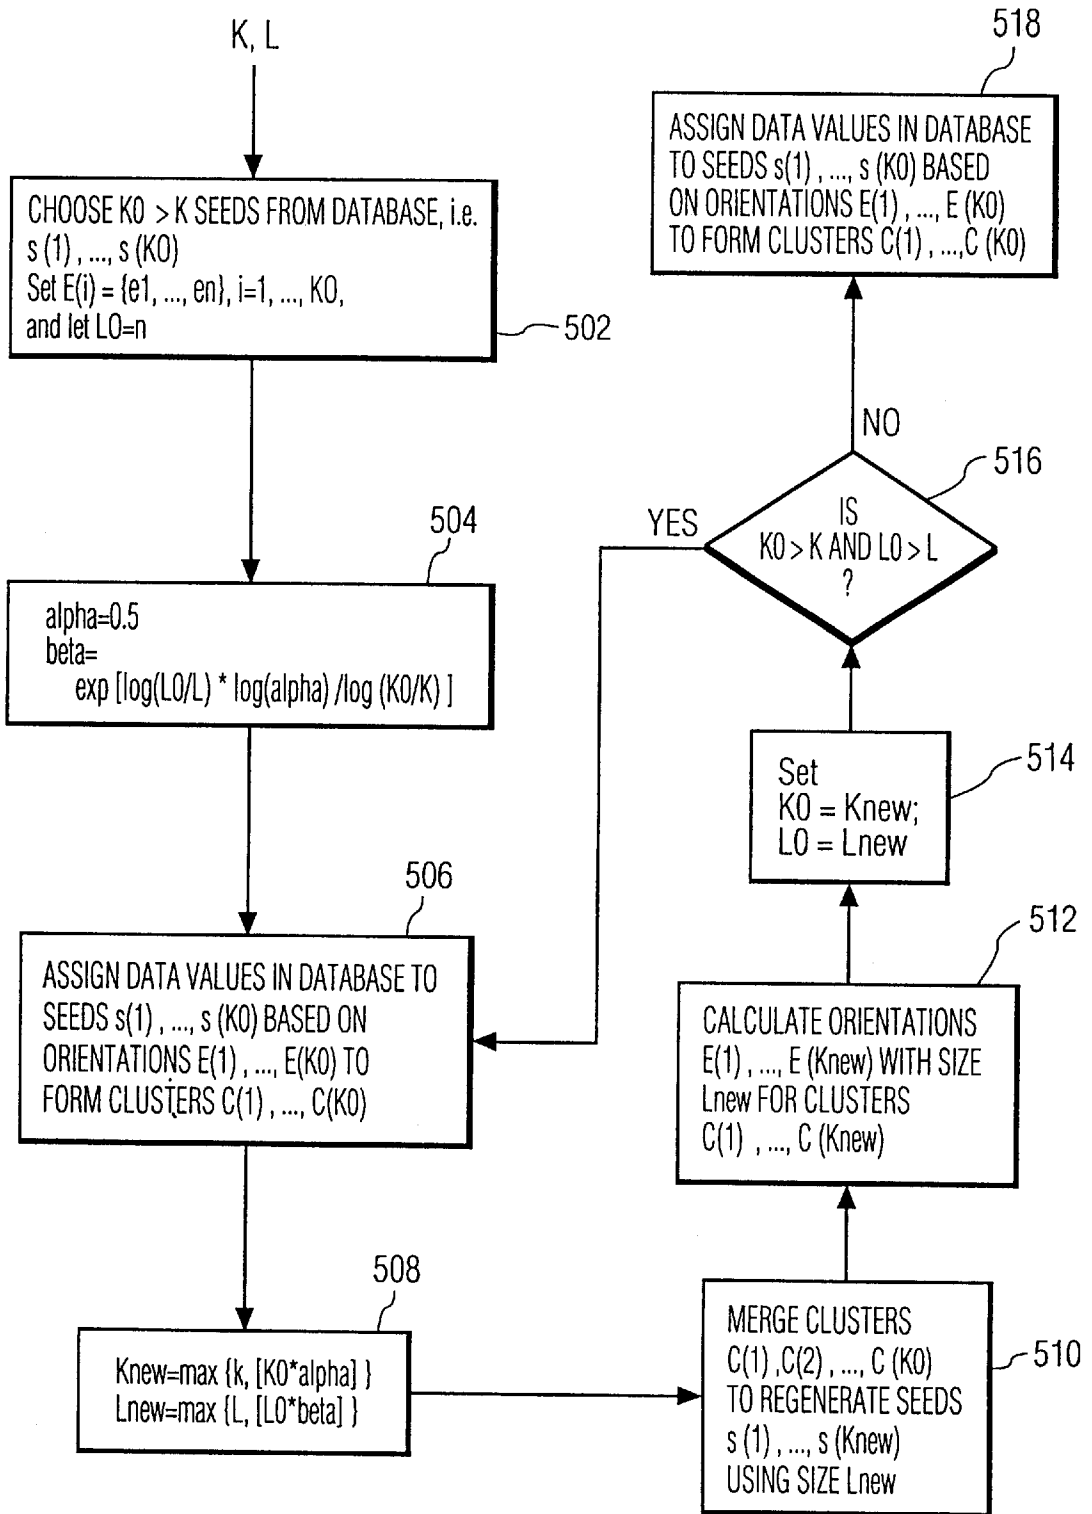 K, L
CHOOSE K0 > K SEEDS FROM DATABASE, i.e.
s (1) , ..., s (K0)
Set E(i) = {e1, ..., en}, i=1, ..., K0,
and let L0=n
502
504
alpha=0.5
beta=
exp [log(L0/L) * log(alpha) /log (K0/K) ]
506
ASSIGN DATA VALUES IN DATABASE TO
SEEDS s(1) , ..., s (K0) BASED ON
ORIENTATIONS E(1) , ..., E(K0) TO
FORM CLUSTERS C(1) , ..., C(K0)
508
Knew=max {k, [K0*alpha] }
Lnew=max {L, [L0*beta] }
MERGE CLUSTERS
C(1) ,C(2) , ..., C (K0)
TO REGENERATE SEEDS
s (1) , ..., s (Knew)
USING SIZE Lnew
510
512
CALCULATE ORIENTATIONS
E(1) , ..., E (Knew) WITH SIZE
Lnew FOR CLUSTERS
C(1) , ..., C (Knew)
514
Set
K0 = Knew;
L0 = Lnew
516
IS
K0 > K AND L0 > L
?
YES
NO
518
ASSIGN DATA VALUES IN DATABASE
TO SEEDS s(1) , ..., s (K0) BASED
ON ORIENTATIONS E(1) , ..., E (K0)
TO FORM CLUSTERS C(1) , ...,C (K0)